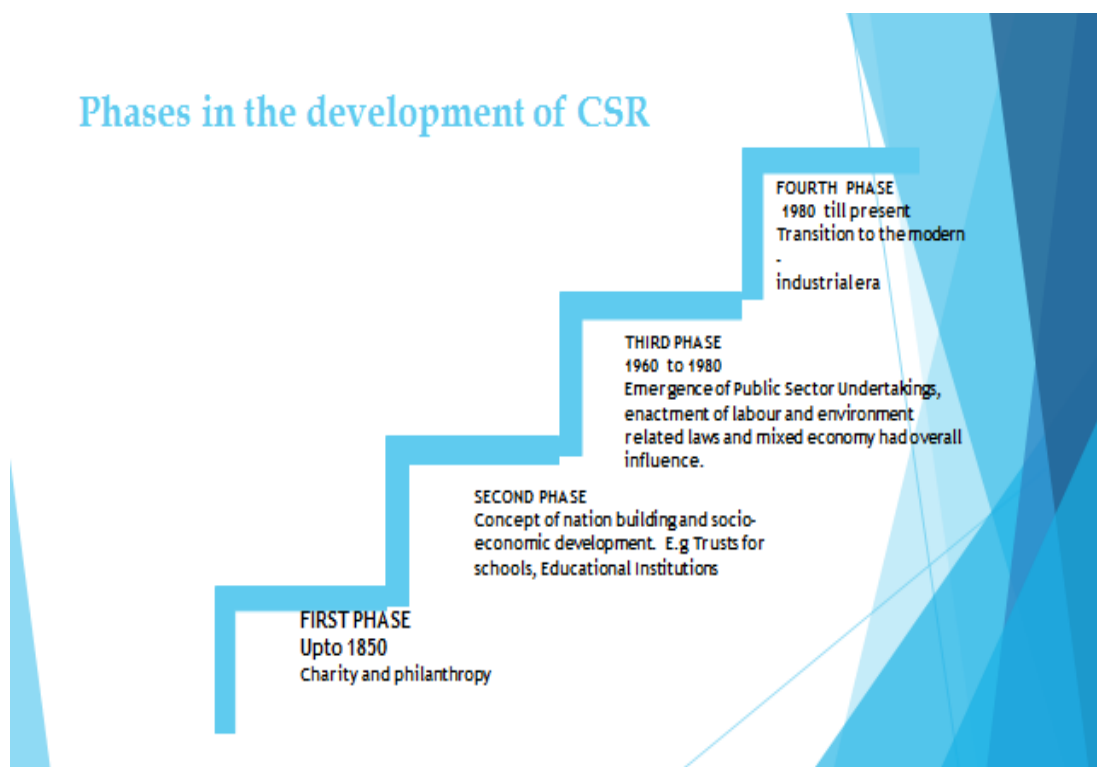 Phases in the development of CSR
FOURTH PHASE
1980 till present
Transition to the modern
-
industrial era
THIRD PHASE
1960 to 1980
Emergence of Public Sector Undertakings,
enactment of labour and environment
related laws and mixed economy had overall
influence.
SECOND PHASE
Concept of nation building and socio-
economic development. E.g Trusts for
schools, Educational Institutions
FIRST PHASE
Upto 1850
Charity and philanthropy